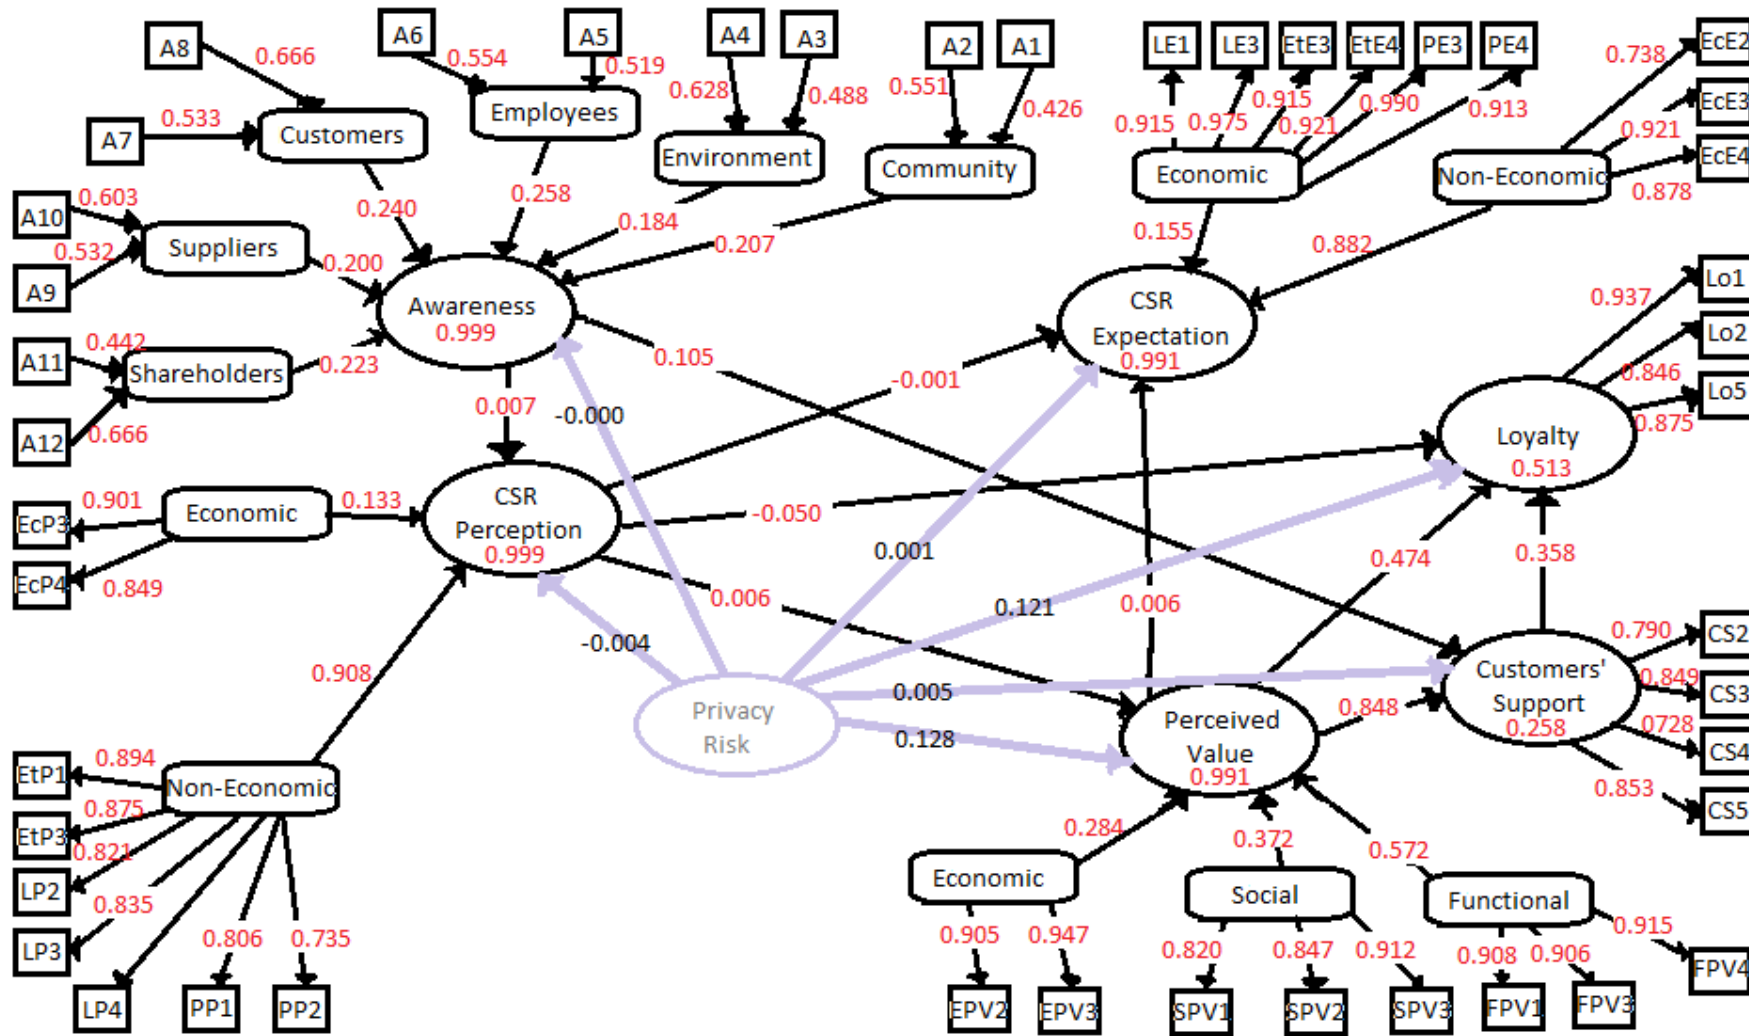 A8
A6
A5
A4
A3
A2
A1
LE1
LE3
EtE3
EtE4
PE3
PE4
EcE2
0.666
0.554
0.519
0.628
0.488
0.551
0.426
0.915
0.975
0.915
0.921
0.990
0.913
0.738
EcE3
A7
0.533
Customers
Employees
Environment
Community
Economic
Non-Economic
0.921
EcE4
0.878
A10
0.603
0.240
0.258
0.184
0.207
0.155
0.882
Suppliers
0.532
A9
0.200
Awareness
0.999
CSR
Expectation
0.991
Lo1
0.937
Lo2
0.846
Lo5
0.875
A11
0.442
Shareholders
0.223
A12
0.666
0.105
-0.001
0.007
-0.000
Loyalty
0.513
EcP3
0.901
Economic
0.133
CSR
Perception
0.999
-0.050
EcP4
0.849
0.001
0.474
0.358
0.006
0.121
0.006
-0.004
0.908
Privacy
Risk
0.005
0.128
Perceived
Value
0.991
0.848
Customers'
Support
0.258
0.790
CS2
0.849
CS3
0728
CS4
0.853
CS5
EtP1
0.894
Non-Economic
0.875
EtP3
0.821
LP2
0.835
LP3
LP4
0.806
PP1
0.735
PP2
0.284
0.372
0.572
Economic
Social
Functional
0.905
0.947
0.820
0.847
0.912
0.908
0.906
0.915
EPV2
EPV3
SPV1
SPV2
SPV3
FPV1
FPV3
FPV4